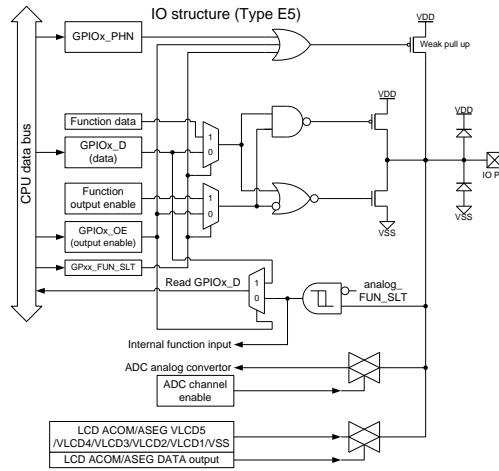 IO structure (Type E5)
VDD
GPIOx_PHN
Weak pull up
CPU data bus
Function data
GPIOx_D
(data)
1
0
VDD
VDD
Function
output enable
1
0
IO P
GPIOx_OE
(output enable)
VSS
VSS
GPxx_FUN_SLT
Read GPIOx_D
1
0
analog_
FUN_SLT
Internal function input
ADC analog convertor
ADC channel
enable
LCD ACOM/ASEG VLCD5
/VLCD4/VLCD3/VLCD2/VLCD1/VSS
LCD ACOM/ASEG DATA output